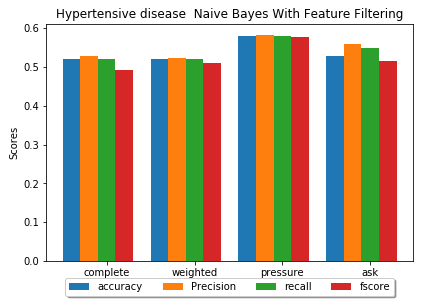 Hypertensive disease  Naive Bayes With Feature Filtering
Scores
0.6
0.5
0.4
0.3
0.2
0.1
0.0
complete weighted pressure ask
accuracy Precision recall fscore